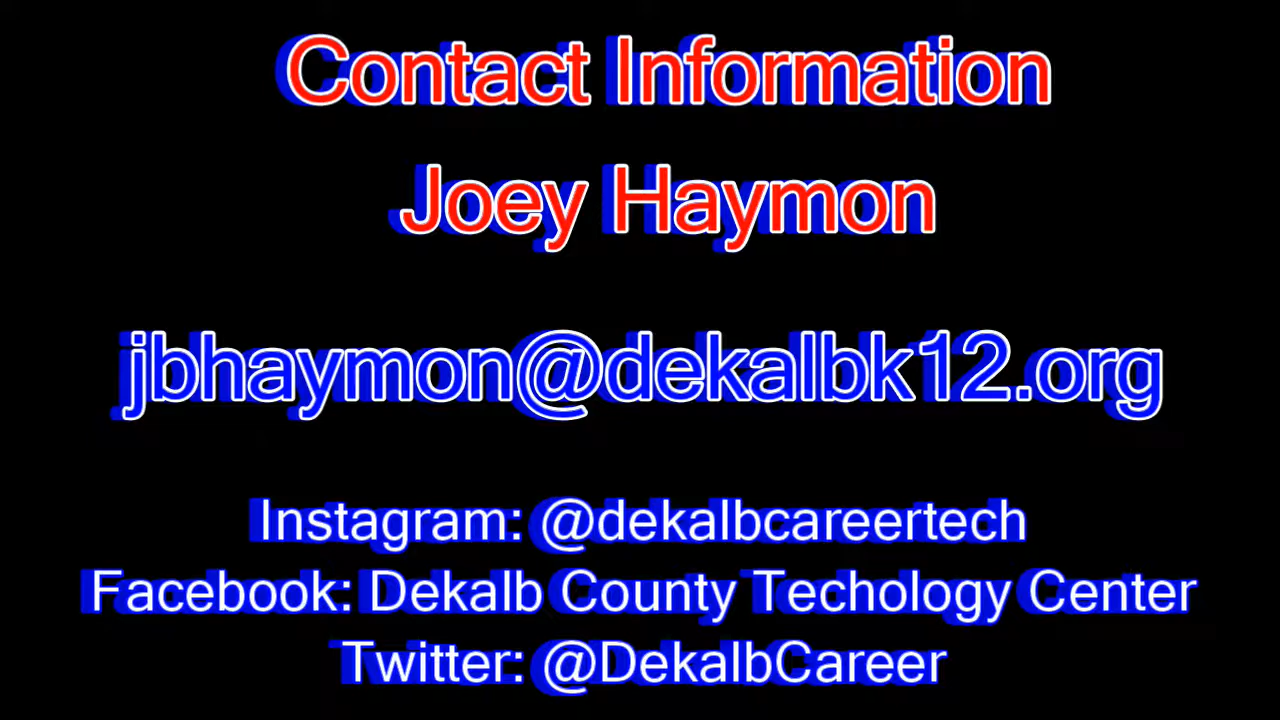 Contact Information
Joey Haymon
jbhaymon@dekalbk12.org
Instagram: @dekalbcareertech
Facebook: Dekalb County Techology Center
Twitter: @DekalbCareer